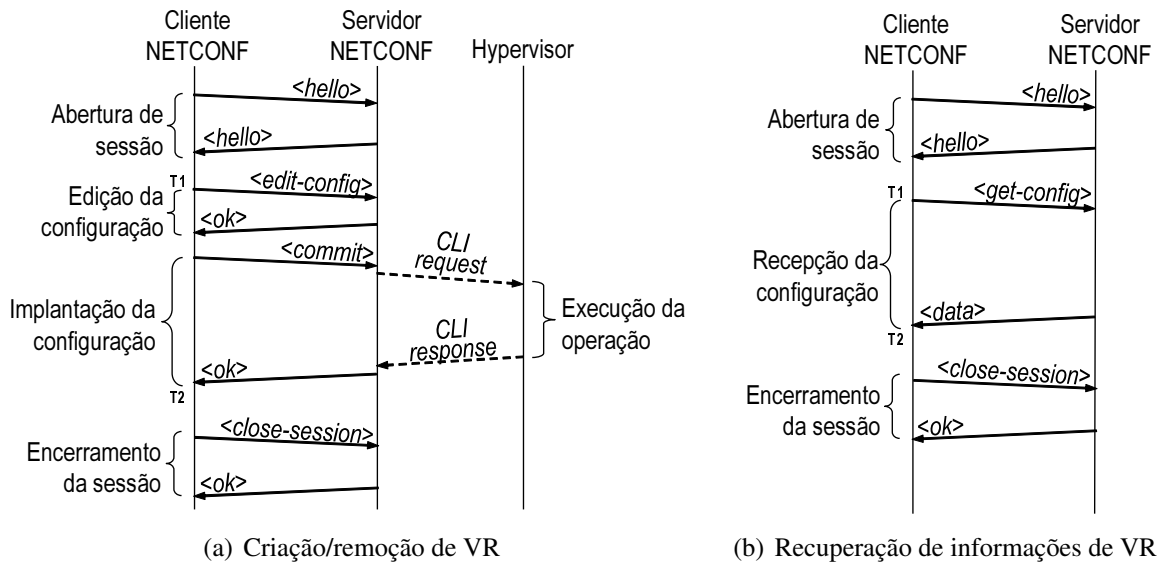 Cliente
NETCONF
Servidor
NETCONF
Hypervisor
Abertura de
sessão
<hello>
<hello>
T1
Edição da
configuração
<edit-config>
<ok>
<commit>
CLI
request
Implantação da
configuração
Execução da
operação
CLI
response
<ok>
T2
Encerramento
da sessão
<close-session>
<ok>
(a) Criação/remoção de VR
Cliente
NETCONF
Servidor
NETCONF
Abertura de
sessão
<hello>
<hello>
T1
<get-config>
Recepção da
configuração
<data>
T2
Encerramento
da sessão
<close-session>
<ok>
(b) Recuperação de informações de VR